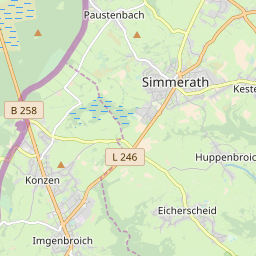 Paustenbach
Simmerath
Keste
B 258
L 246
Huppenbroic
Konzen
Eicherscheid
Imgenbroich